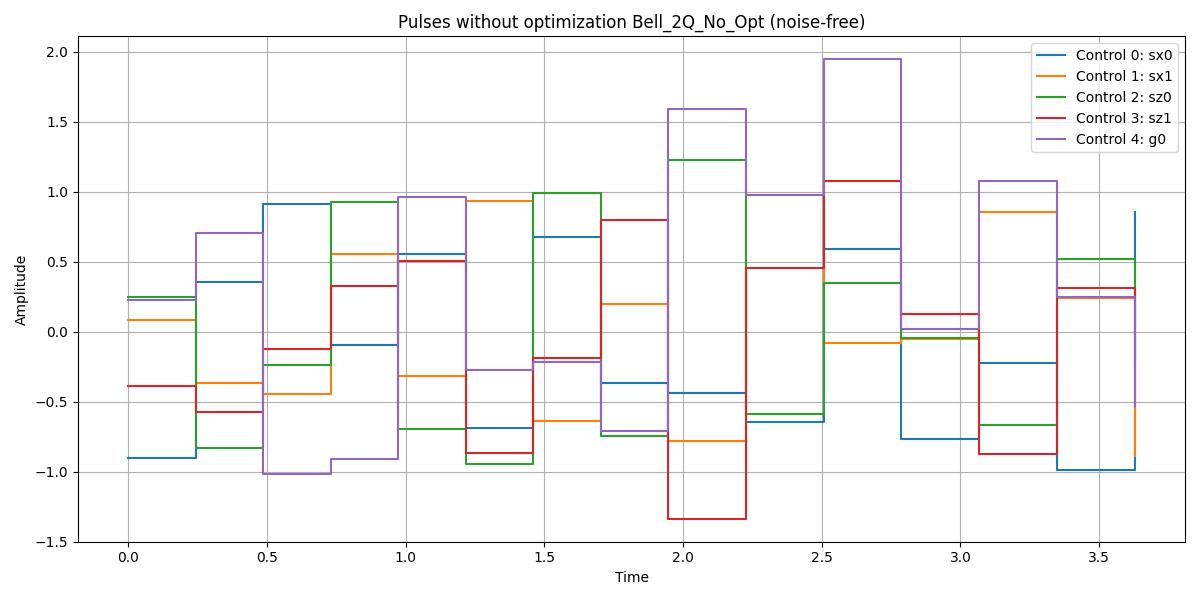 Pulses without optimization Bell_2Q_No_Opt (noise-free)
Control 0: sx0
Control 1: sx1
Control 2: sz0
Control 3: sz1
Control 4: g0
Amplitude
2.0
1.5
1.0
0.5
0.0
−0.5
−1.0
−1.5
0.0 0.5 1.0 1.5 2.0 2.5 3.0 3.5
Time